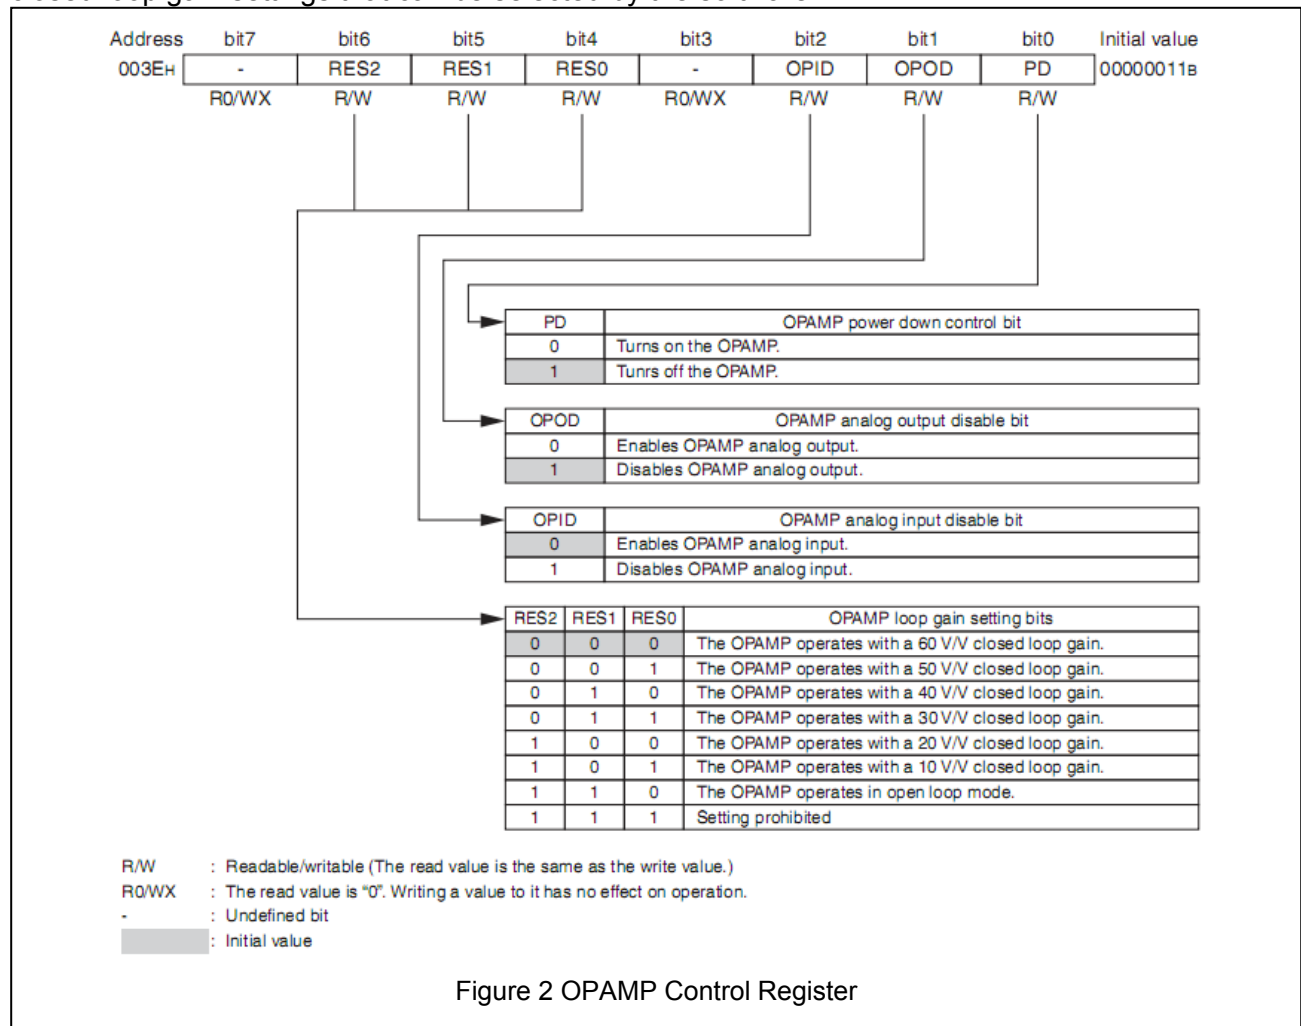 Address bit7 bit6 bit5 bit4 bit3 bit2 bit1 bit0 Initial value
003EH - RES2 RES1 RES0 - OPID OPOD PD 00000011B
R0/WX R/W R/W R/W R0/WX R/W R/W R/W
PD OPAMP power down control bit
0 Turns on the OPAMP.
1 Tunrs off the OPAMP.
OPOD OPAMP analog output disable bit
0 Enables OPAMP analog output.
1 Disables OPAMP analog output.
OPID OPAMP analog input disable bit
0 Enables OPAMP analog input.
1 Disables OPAMP analog input.
RES2 RES1 RES0 OPAMP loop gain setting bits
0 0 0 The OPAMP operates with a 60 V/V closed loop gain.
0 0 1 The OPAMP operates with a 50 V/V closed loop gain.
0 1 0 The OPAMP operates with a 40 V/V closed loop gain.
0 1 1 The OPAMP operates with a 30 V/V closed loop gain.
1 0 0 The OPAMP operates with a 20 V/V closed loop gain.
1 0 1 The OPAMP operates with a 10 V/V closed loop gain.
1 1 0 The OPAMP operates in open loop mode.
1 1 1 Setting prohibited
R/W : Readable/writable (The read value is the same as the write value.)
R0/WX : The read value is “0”. Writing a value to it has no effect on operation.
- : Undefined bit
: Initial value
Figure 2 OPAMP Control Register